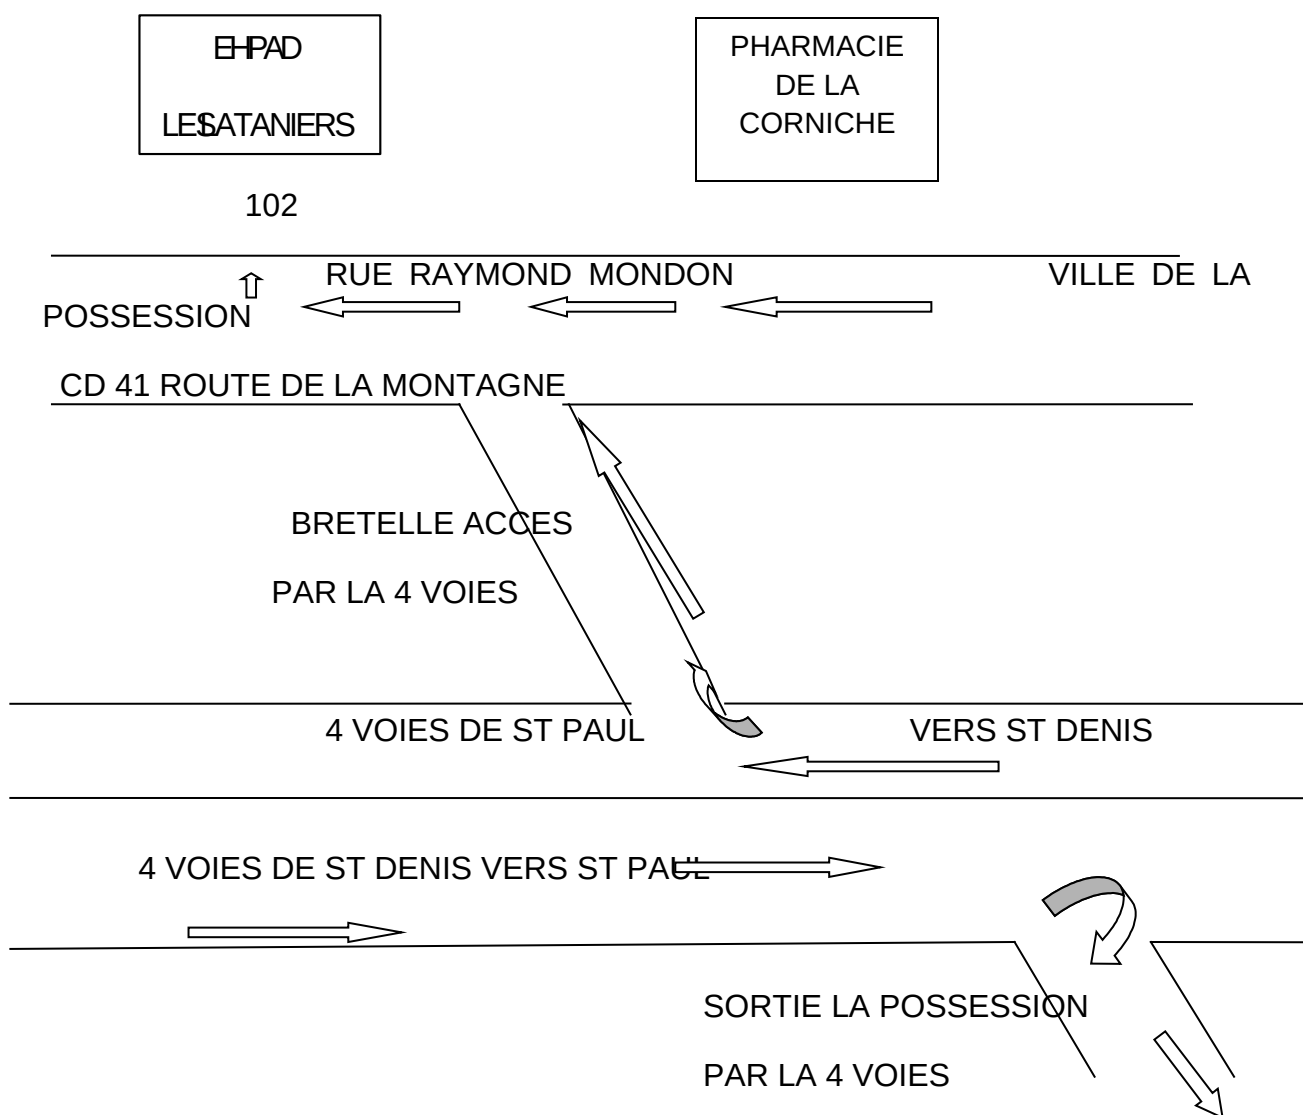 EHPAD
LES LATANIERS
PHARMACIE
DE LA
CORNICHE
102
RUE RAYMOND MONDON VILLE DE LA
POSSESSION
CD 41 ROUTE DE LA MONTAGNE
BRETELLE ACCES
PAR LA 4 VOIES
4 VOIES DE ST PAUL VERS ST DENIS
4 VOIES DE ST DENIS VERS ST PAUL
SORTIE LA POSSESSION
PAR LA 4 VOIES